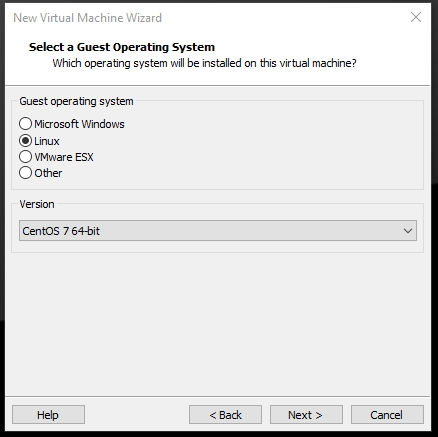 New Virtual Machine Wizard
Select a Guest Operating System
Which operating system will be installed on this virtual machine?
Guest operating system
Microsoft Windows
Linux
VMware ESX
Other
Version
CentOS 7 64-bit
Help
< Back
Next >
Cancel